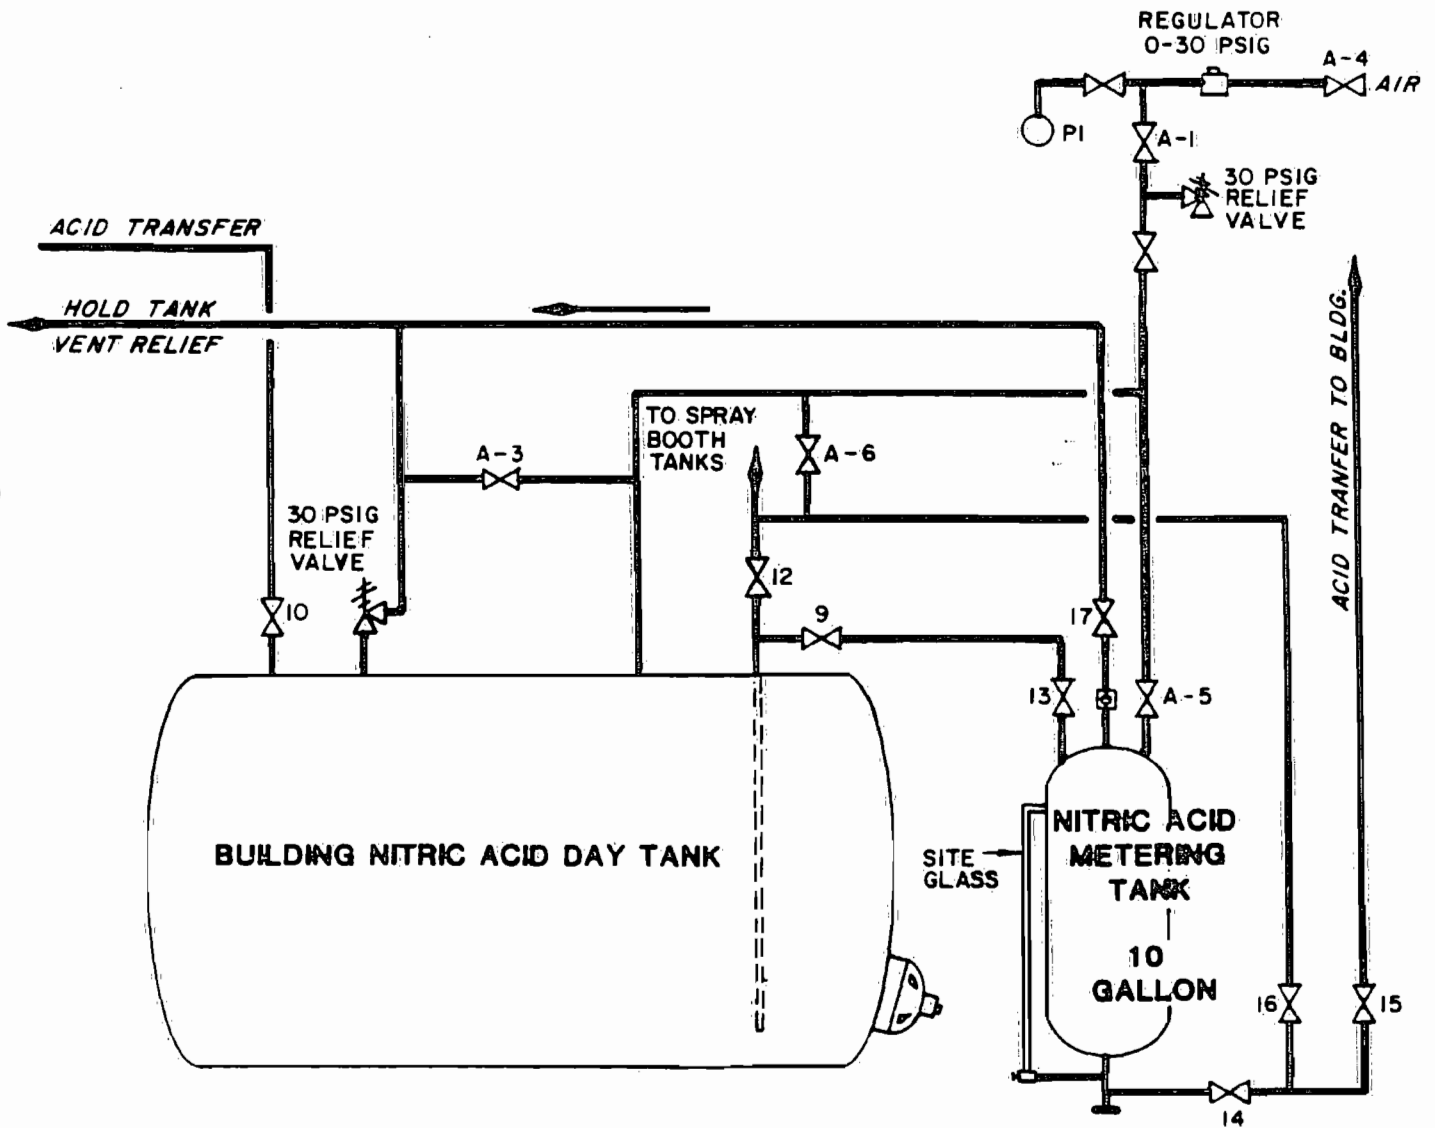 REGULATOR
0-30 PSIG
A-4
AIR
PI
A-1
30 PSIG
RELIEF
VALVE
ACID TRANSFER
HOLD TANK
VENT RELIEF
TO SPRAY
BOOTH
TANKS
A-6
A-3
30 PSIG
RELIEF
VALVE
10
12
9
17
13
A-5
ACID TRANFER TO BLDG.
BUILDING NITRIC ACID DAY TANK
SITE
GLASS
NITRIC ACID
METERING
TANK
10
GALLON
16
15
14